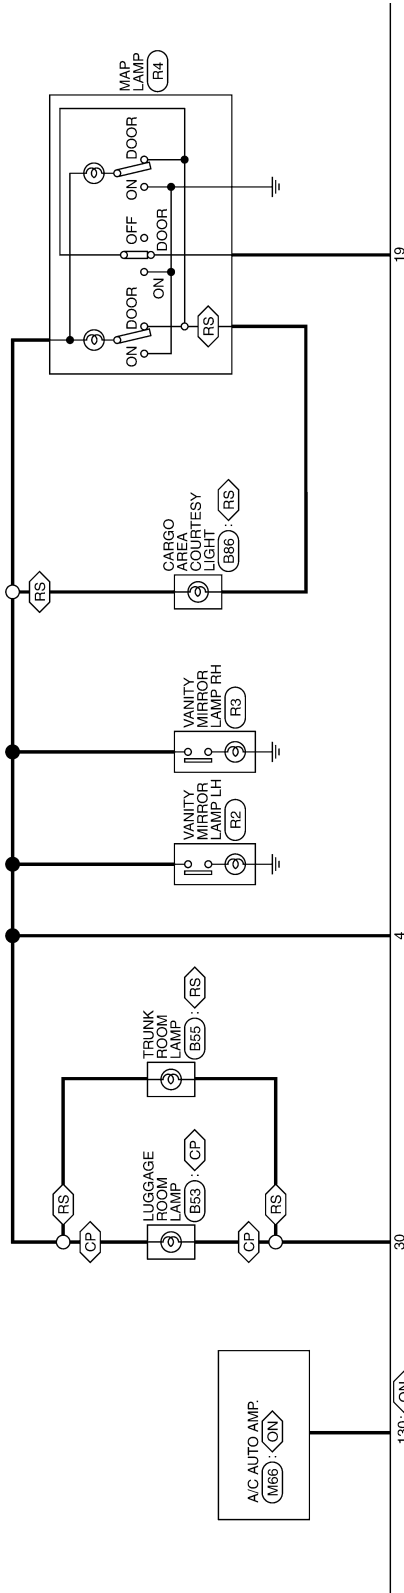 MAP
LAMP
R4
ON
DOOR
ON
OFF
DOOR
ON
DOOR
RS
19
RS
CARGO
AREA
COURTESY
LIGHT
B86 : RS
VANITY
MIRROR
LAMP RH
R3
VANITY
MIRROR
LAMP LH
R2
4
TRUNK
ROOM
LAMP
B55 : RS
RS
CP
LUGGAGE
ROOM
LAMP
B53 : CP
CP
RS
30
A/C AUTO AMP.
M66 : ON
130 : ON